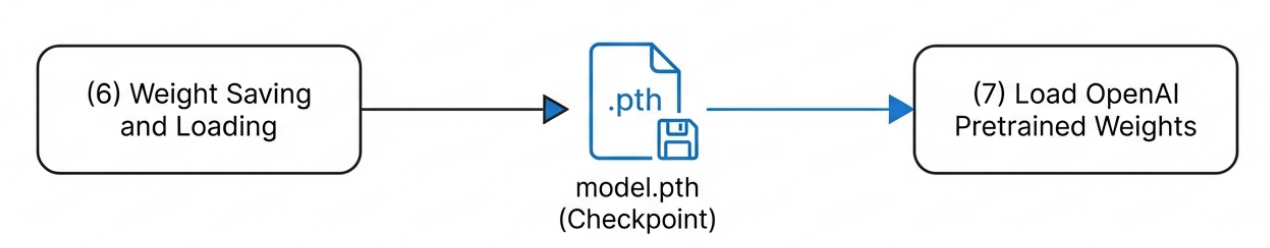 (6) Weight Saving
and Loading
.pth
model.pth
(Checkpoint)
(7) Load OpenAI
Pretrained Weights